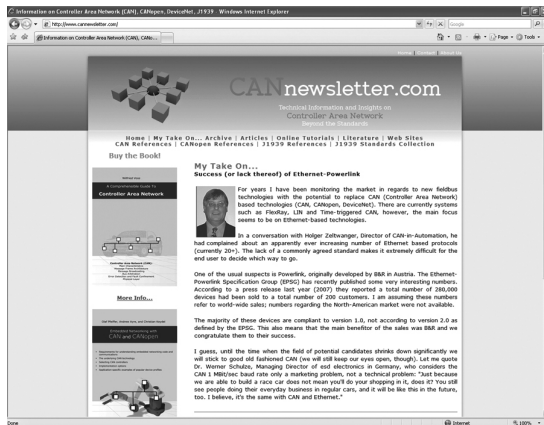 Information on Controller Area Network (CAN), CANopen, DeviceNet, J1939 - Windows Internet Explorer
http://www.cannewsletter.com/
Google
Information on Controller Area Network (CAN), CANo...
Page
Tools
Home | Contact | About Us
CANnewsletter.com
Technical Information and Insights on
Controller Area Network
Beyond the Standards
Home | My Take On... Archive | Articles | Online Tutorials | Literature | Web Sites
CAN References | CANopen References | J1939 References | J1939 Standards Collection
Buy the Book!
A Comprehensible Guide To
Controller Area Network
More Info...
Embedded Networking with
CAN and CANopen
My Take On...
Success (or lack thereof) of Ethernet-Powerlink
For years I have been monitoring the market in regards to new fieldbus
technologies with the potential to replace CAN (Controller Area Network)
based technologies (CAN, CANopen, DeviceNet). There are currently systems
such as FlexRay, LIN and Time-triggered CAN, however, the main focus
seems to be on Ethernet-based technologies.
In a conversation with Holger Zeltwanger, Director of CAN-in-Automation, he
had complained about an apparently ever increasing number of Ethernet based protocols
(currently 20+). The lack of a commonly agreed standard makes it extremely difficult for the
end user to decide which way to go.
One of the usual suspects is Powerlink, originally developed by B&R in Austria. The Ethernet-
Powerlink Specification Group (EPSG) has recently published some very interesting numbers.
According to a press release last year (2007) they reported a total number of 280,000
devices had been sold to a total number of 200 customers. I am assuming these numbers
refer to world-wide sales; numbers regarding the North-American market were not available.
The majority of these devices are compliant to version 1.0, not according to version 2.0 as
defined by the EPSG. This also means that the main benefitor of the sales was B&R and we
congratulate them to their success.
I guess, until the time when the field of potential candidates shrinks down significantly we
will stick to good old fashioned CAN (we will still keep our eyes open, though). Let me quote
Dr. Werner Schulze, Managing Director of esd electronics in Germany, who considers the
CAN 1 MBit/sec baud rate only a marketing problem, not a technical problem: "Just because
we are able to build a race car does not mean you'll do your shopping in it, does it? You still
see people doing their everyday business in regular cars, and it will be like this in the future,
too. I believe, it's the same with CAN and Ethernet."
Done
Internet
100%